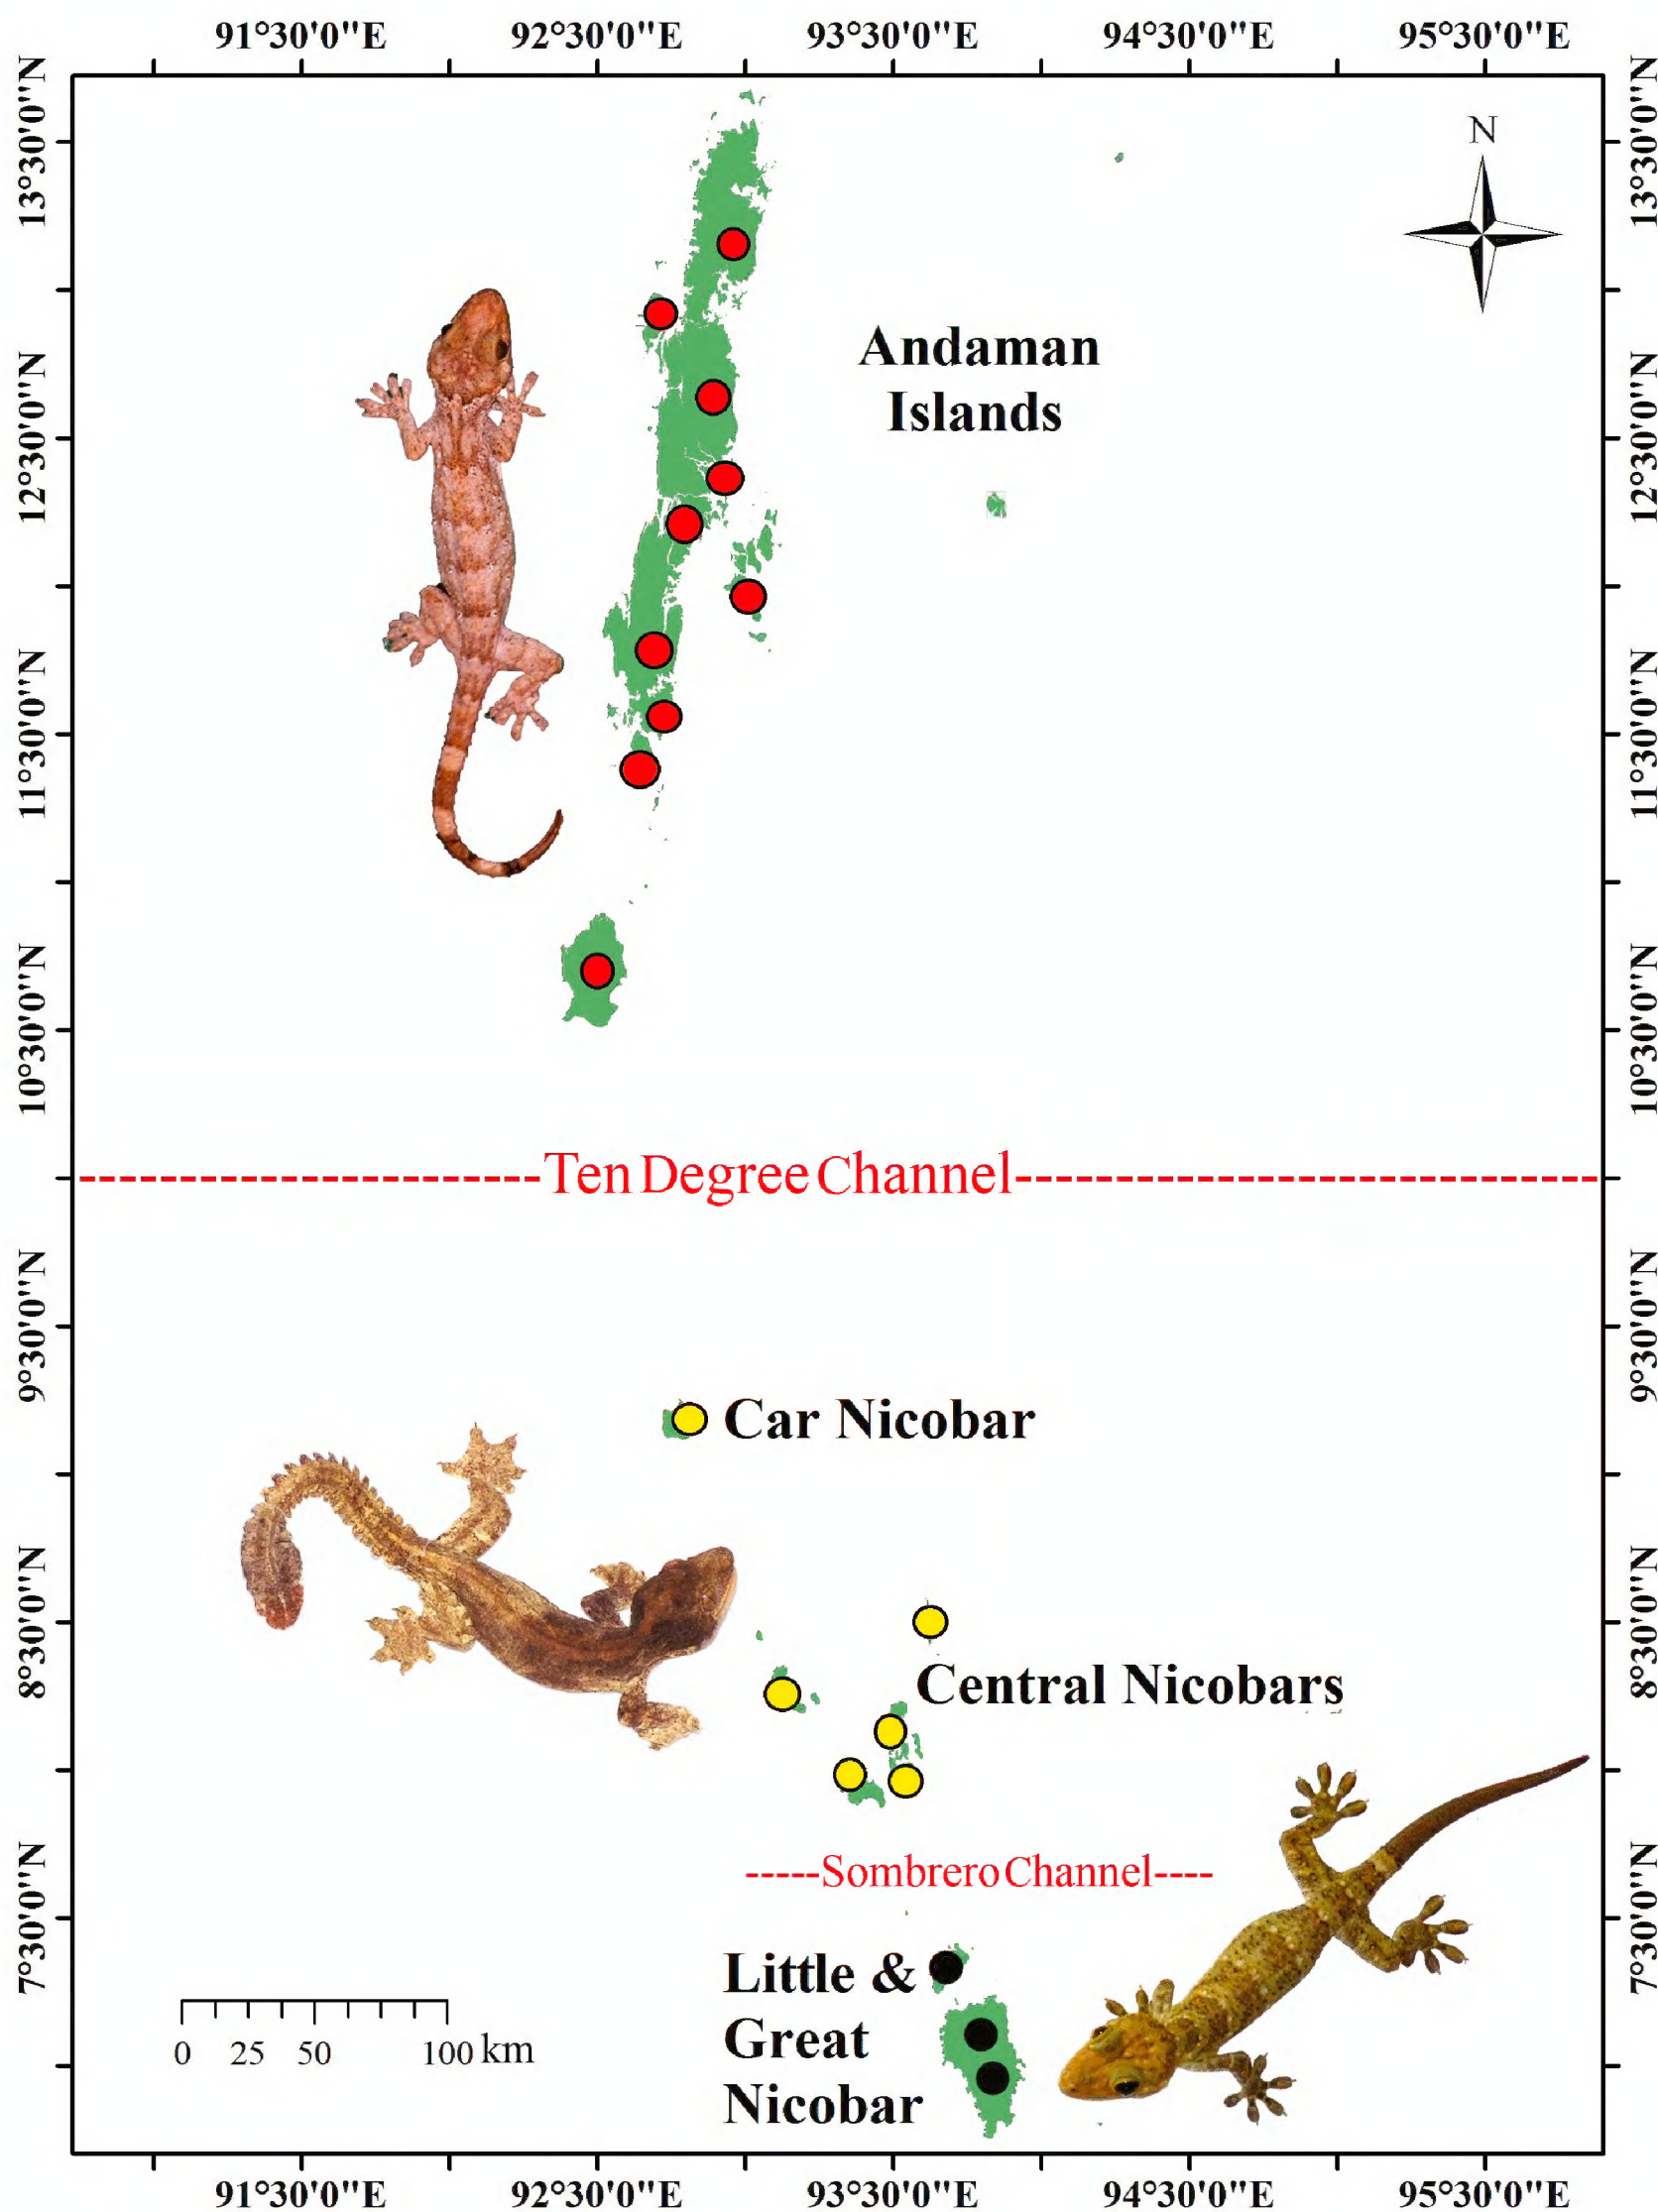 91°30'0"E 92°30'0"E 93°30'0"E 94°30'0"E 95°30'0"E
13°30'0"N
12°30'0"N
11°30'0"N
10°30'0"N
9°30'0"N
8°30'0"N
7°30'0"N
N
Andaman
Islands
Ten Degree Channel
Car Nicobar
Central Nicobars
Sombrero Channel
Little &
Great
Nicobar
0 25 50 100 km
13°30'0"N
12°30'0"N
11°30'0"N
10°30'0"N
9°30'0"N
8°30'0"N
7°30'0"N
91°30'0"E 92°30'0"E 93°30'0"E 94°30'0"E 95°30'0"E